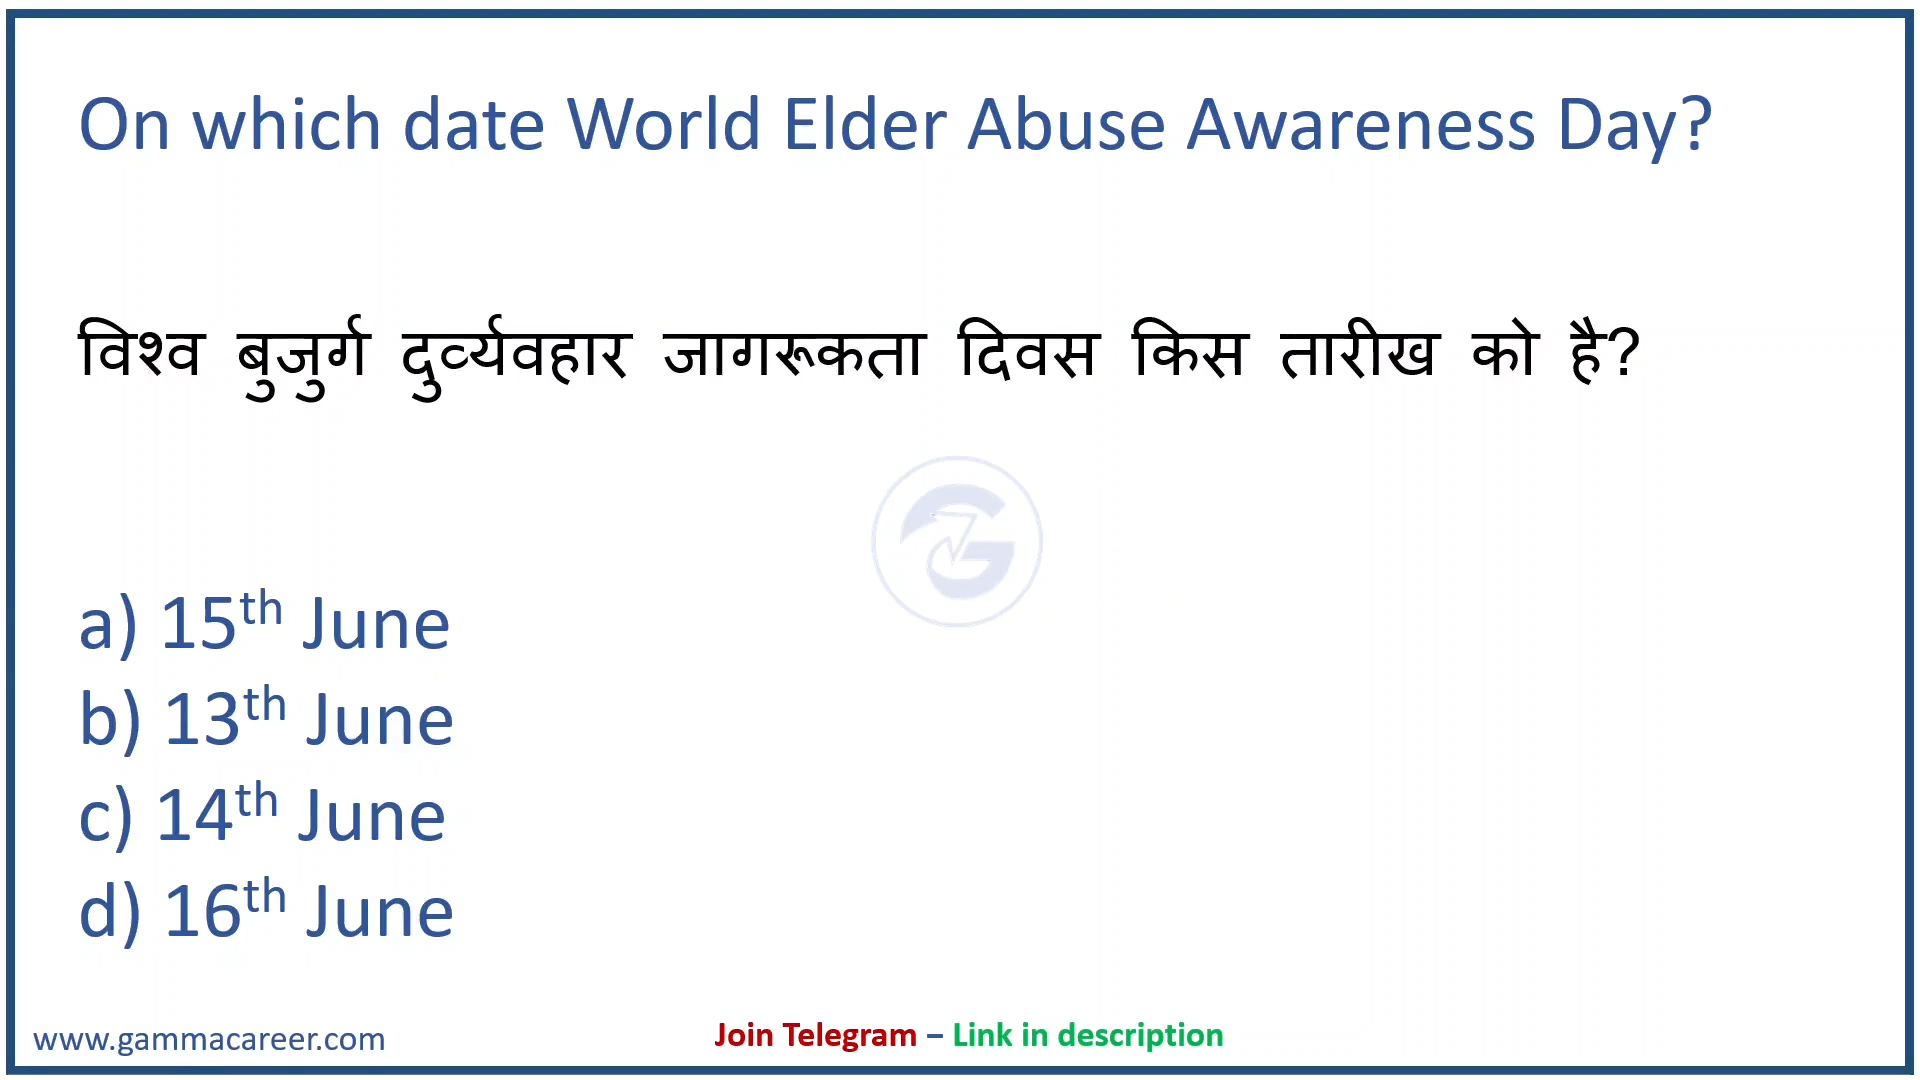 On which date World Elder Abuse Awareness Day?
विश्व बुजुर्ग दुर्व्यवहार जागरूकता दिवस किस तारीख को है?
a) 15th June
b) 13th June
c) 14th June
d) 16th June
www.gammacareer.com
Join Telegram – Link in description